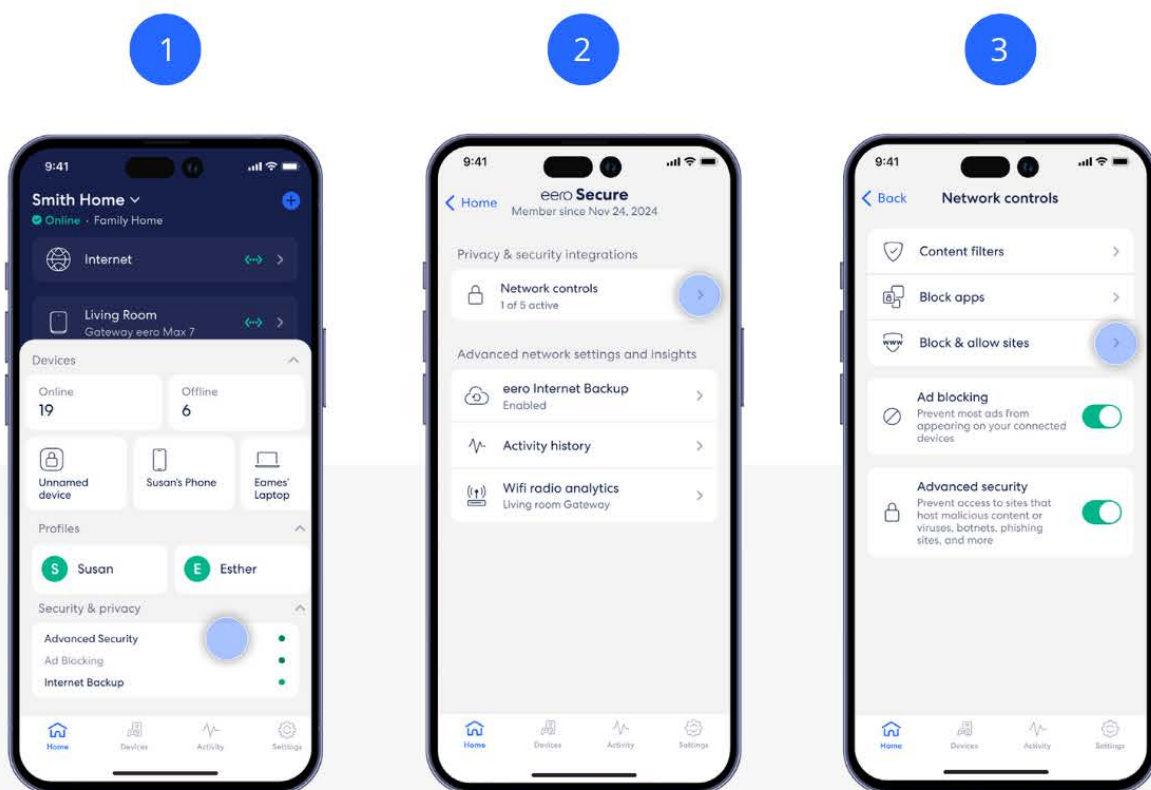 1
2
3
9:41
Smith Home
Online · Family Home
Internet
Living Room
Gateway eero Max 7
Devices
Online
19
Offline
6
Unnamed
device
Susan's Phone
Eames'
Laptop
Profiles
S Susan
E Esther
Security & privacy
Advanced Security
Ad Blocking
Internet Backup
Home
Devices
Activity
Settings
9:41
Home
eero Secure
Member since Nov 24, 2024
Privacy & security integrations
Network controls
1 of 5 active
Advanced network settings and insights
eero Internet Backup
Enabled
Activity history
Wifi radio analytics
Living room Gateway
Home
Devices
Activity
Settings
9:41
Back
Network controls
Content filters
Block apps
www
Block & allow sites
Ad blocking
Prevent most ads from
appearing on your connected
devices
Advanced security
Prevent access to sites that
host malicious content or
viruses, botnets, phishing
sites, and more
Home
Devices
Activity
Settings